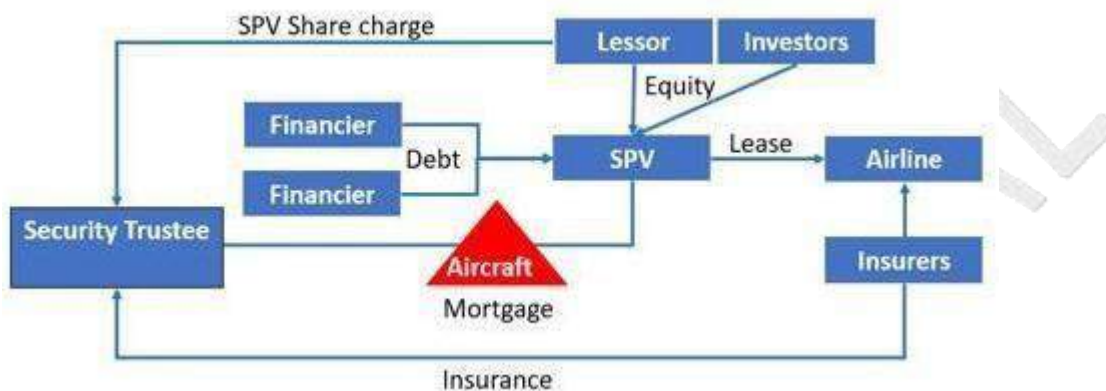 SPV Share charge
Lessor
Investors
Equity
Financier
Debt
SPV
Lease
Airline
Financier
Security Trustee
Aircraft
Insurers
Mortgage
Insurance